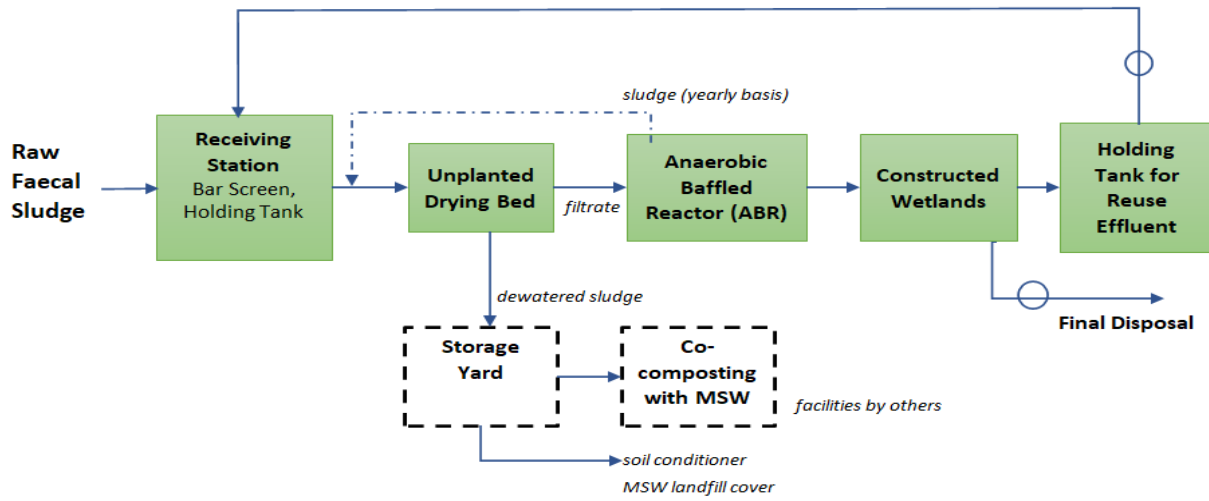 sludge (yearly basis)
Raw
Faecal
Sludge
Receiving
Station
Bar Screen,
Holding Tank
Unplanted
Drying Bed
filtrate
Anaerobic
Baffled
Reactor (ABR)
Constructed
Wetlands
Holding
Tank for
Reuse
Effluent
Final Disposal
dewatered sludge
Storage
Yard
Co-
composting
with MSW
facilities by others
soil conditioner
MSW landfill cover